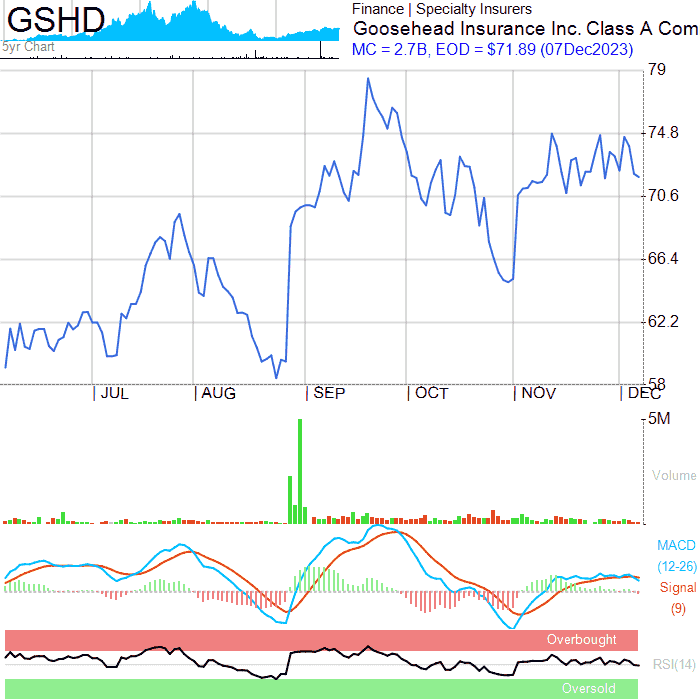 GSHD
5yr Chart
Finance | Specialty Insurers
Goosehead Insurance Inc. Class A Com
MC = 2.7B, EOD = $71.89 (07Dec2023)
79
74.8
70.6
66.4
62.2
58
JUL
AUG
SEP
OCT
NOV
DEC
5M
Volume
MACD
(12-26)
Signal
(9)
Overbought
RSI(14)
Oversold